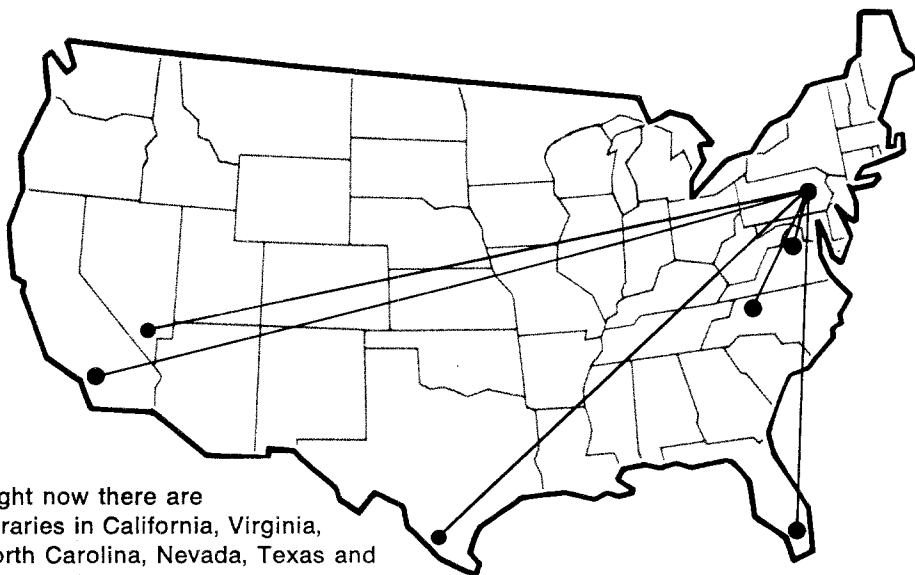 ght now there are
raries in California, Virginia,
orth Carolina, Nevada, Texas and